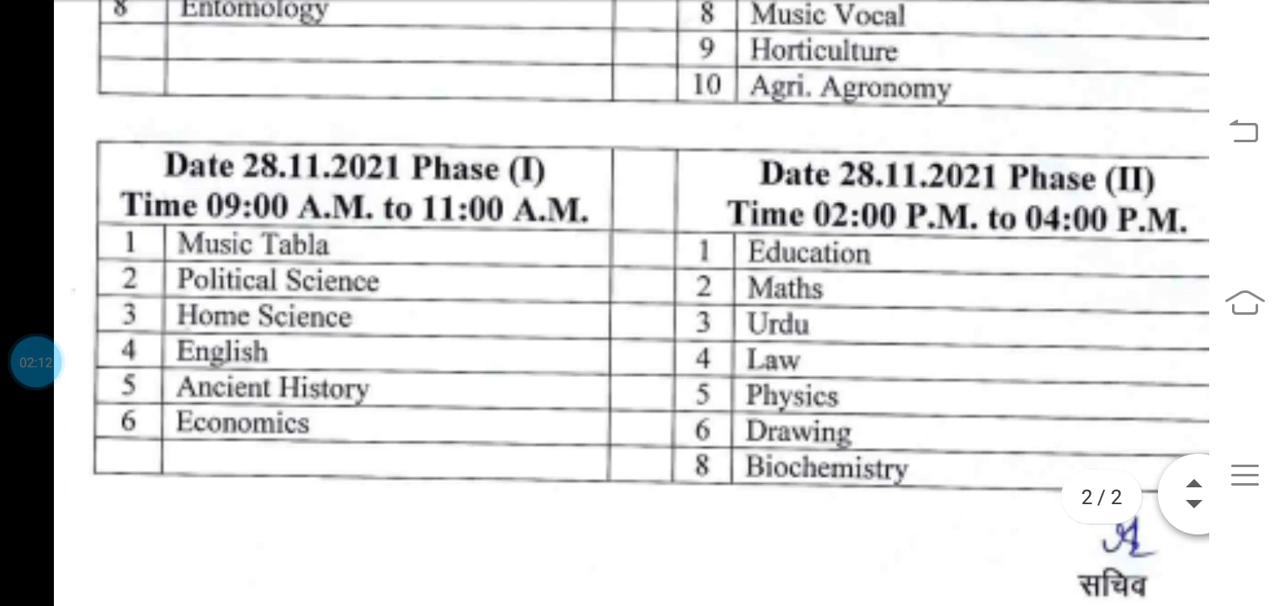 8 Entomology
8 Music Vocal
9 Horticulture
10 Agri. Agronomy
Date 28.11.2021 Phase (I)
Time 09:00 A.M. to 11:00 A.M.
1 Music Tabla
2 Political Science
3 Home Science
4 English
5 Ancient History
6 Economics
Date 28.11.2021 Phase (II)
Time 02:00 P.M. to 04:00 P.M.
1 Education
2 Maths
3 Urdu
4 Law
5 Physics
6 Drawing
8 Biochemistry
02:12
2 / 2
सचिव